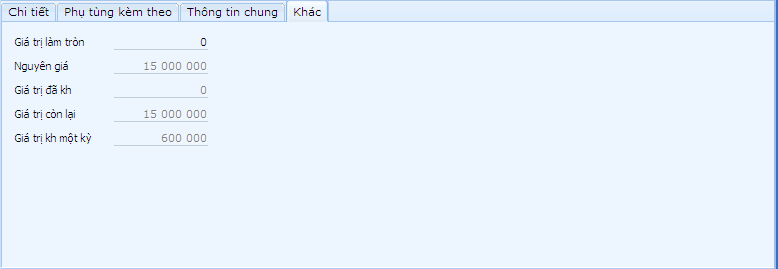 Chi tiết Phụ tùng kèm theo Thông tin chung Khác
Giá trị làm tròn 0
Nguyên giá 15 000 000
Giá trị đã kh 0
Giá trị còn lại 15 000 000
Giá trị kh một kỳ 600 000